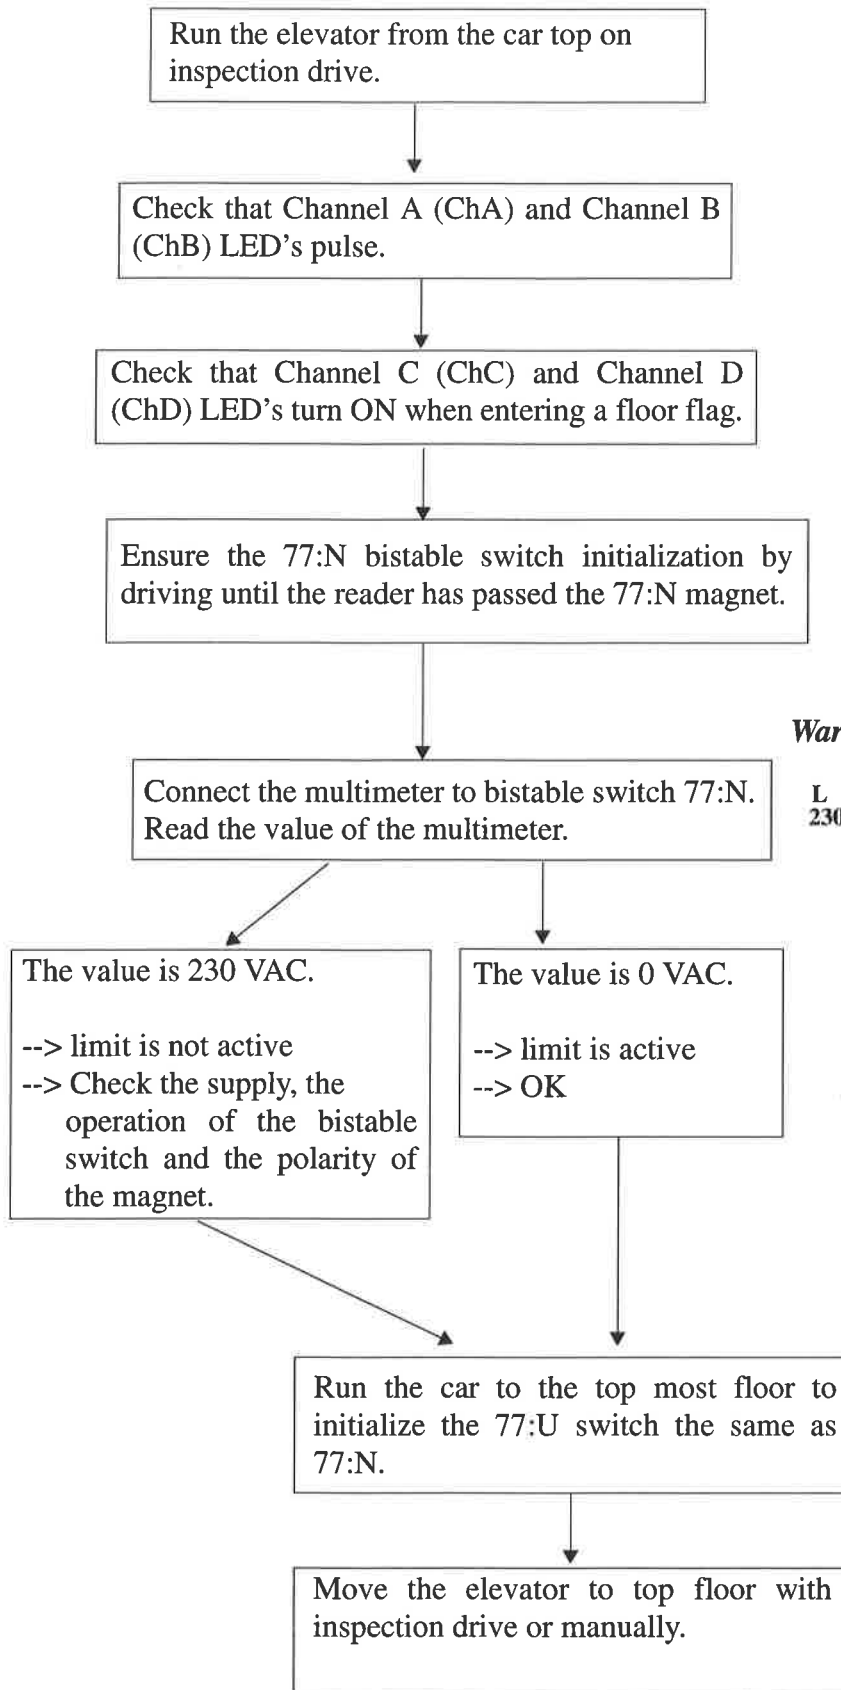 Run the elevator from the car top on
inspection drive.
Check that Channel A (ChA) and Channel B
(ChB) LED's pulse.
Check that Channel C (ChC) and Channel D
(ChD) LED's turn ON when entering a floor flag.
Ensure the 77:N bistable switch initialization by
driving until the reader has passed the 77:N magnet.
War
Connect the multimeter to bistable switch 77:N.
Read the value of the multimeter.
L
230
The value is 230 VAC.
--> limit is not active
--> Check the supply, the
operation of the bistable
switch and the polarity of
the magnet.
The value is 0 VAC.
--> limit is active
--> OK
Run the car to the top most floor to
initialize the 77:U switch the same as
77:N.
Move the elevator to top floor with
inspection drive or manually.